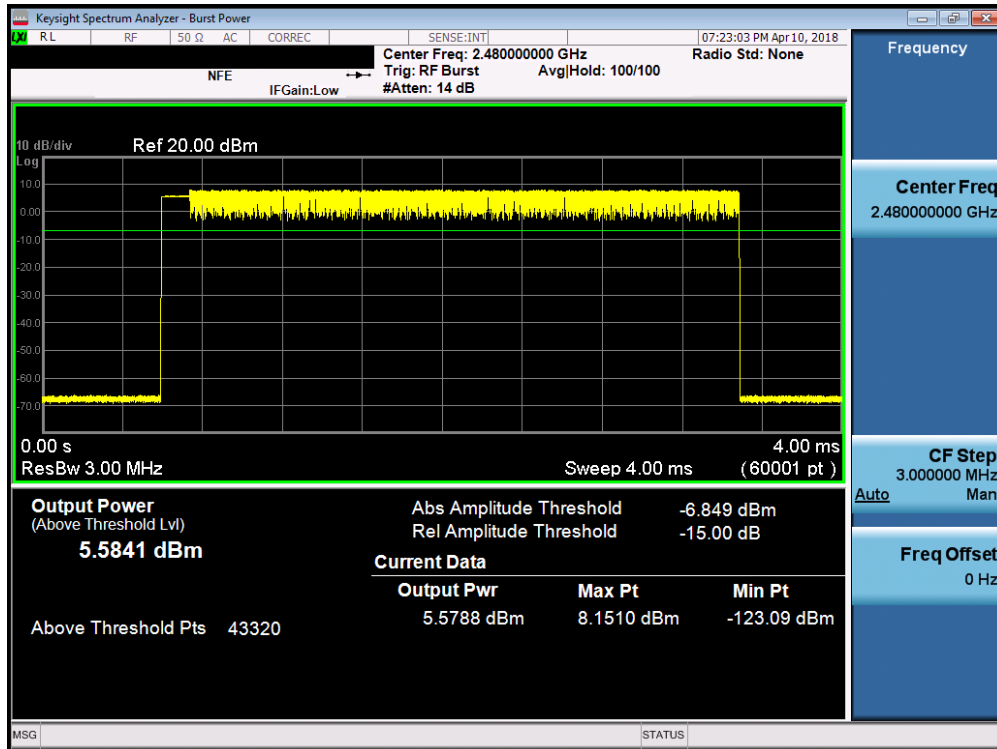 Keysight Spectrum Analyzer - Burst Power
LXI RL RF 50 Ω AC CORREC SENSE:INT 07:23:03 PM Apr 10, 2018
Center Freq: 2.480000000 GHz Radio Std: None
NFE Trig: RF Burst Avg|Hold: 100/100
IFGain:Low #Atten: 14 dB
10 dB/div Ref 20.00 dBm
Log
10.0
0.00
-10.0
-20.0
-30.0
-40.0
-50.0
-60.0
-70.0
0.00 s 4.00 ms
ResBw 3.00 MHz Sweep 4.00 ms (60001 pt)
Output Power
(Above Threshold Lvl)
5.5841 dBm
Above Threshold Pts 43320
Abs Amplitude Threshold -6.849 dBm
Rel Amplitude Threshold -15.00 dB
Current Data
Output Pwr Max Pt Min Pt
5.5788 dBm 8.1510 dBm -123.09 dBm
Frequency
Center Freq
2.480000000 GHz
CF Step
3.000000 MHz
Auto Man
Freq Offset
0 Hz
MSG STATUS